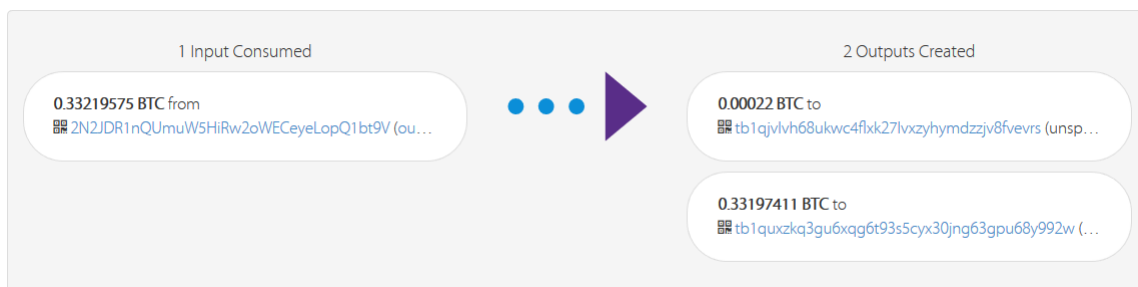 1 Input Consumed
0.33219575 BTC from
2N2JDR1nQUmuW5HiRw2oWECeyeLopQ1bt9V (ou...
2 Outputs Created
0.00022 BTC to
tb1qjvlvh68ukwc4flxk27lvxzyhymdzzjv8fvevrs (unsp...
0.33197411 BTC to
tb1quxzkq3gu6xqg6t93s5cyx30jng63gpu68y992w (...